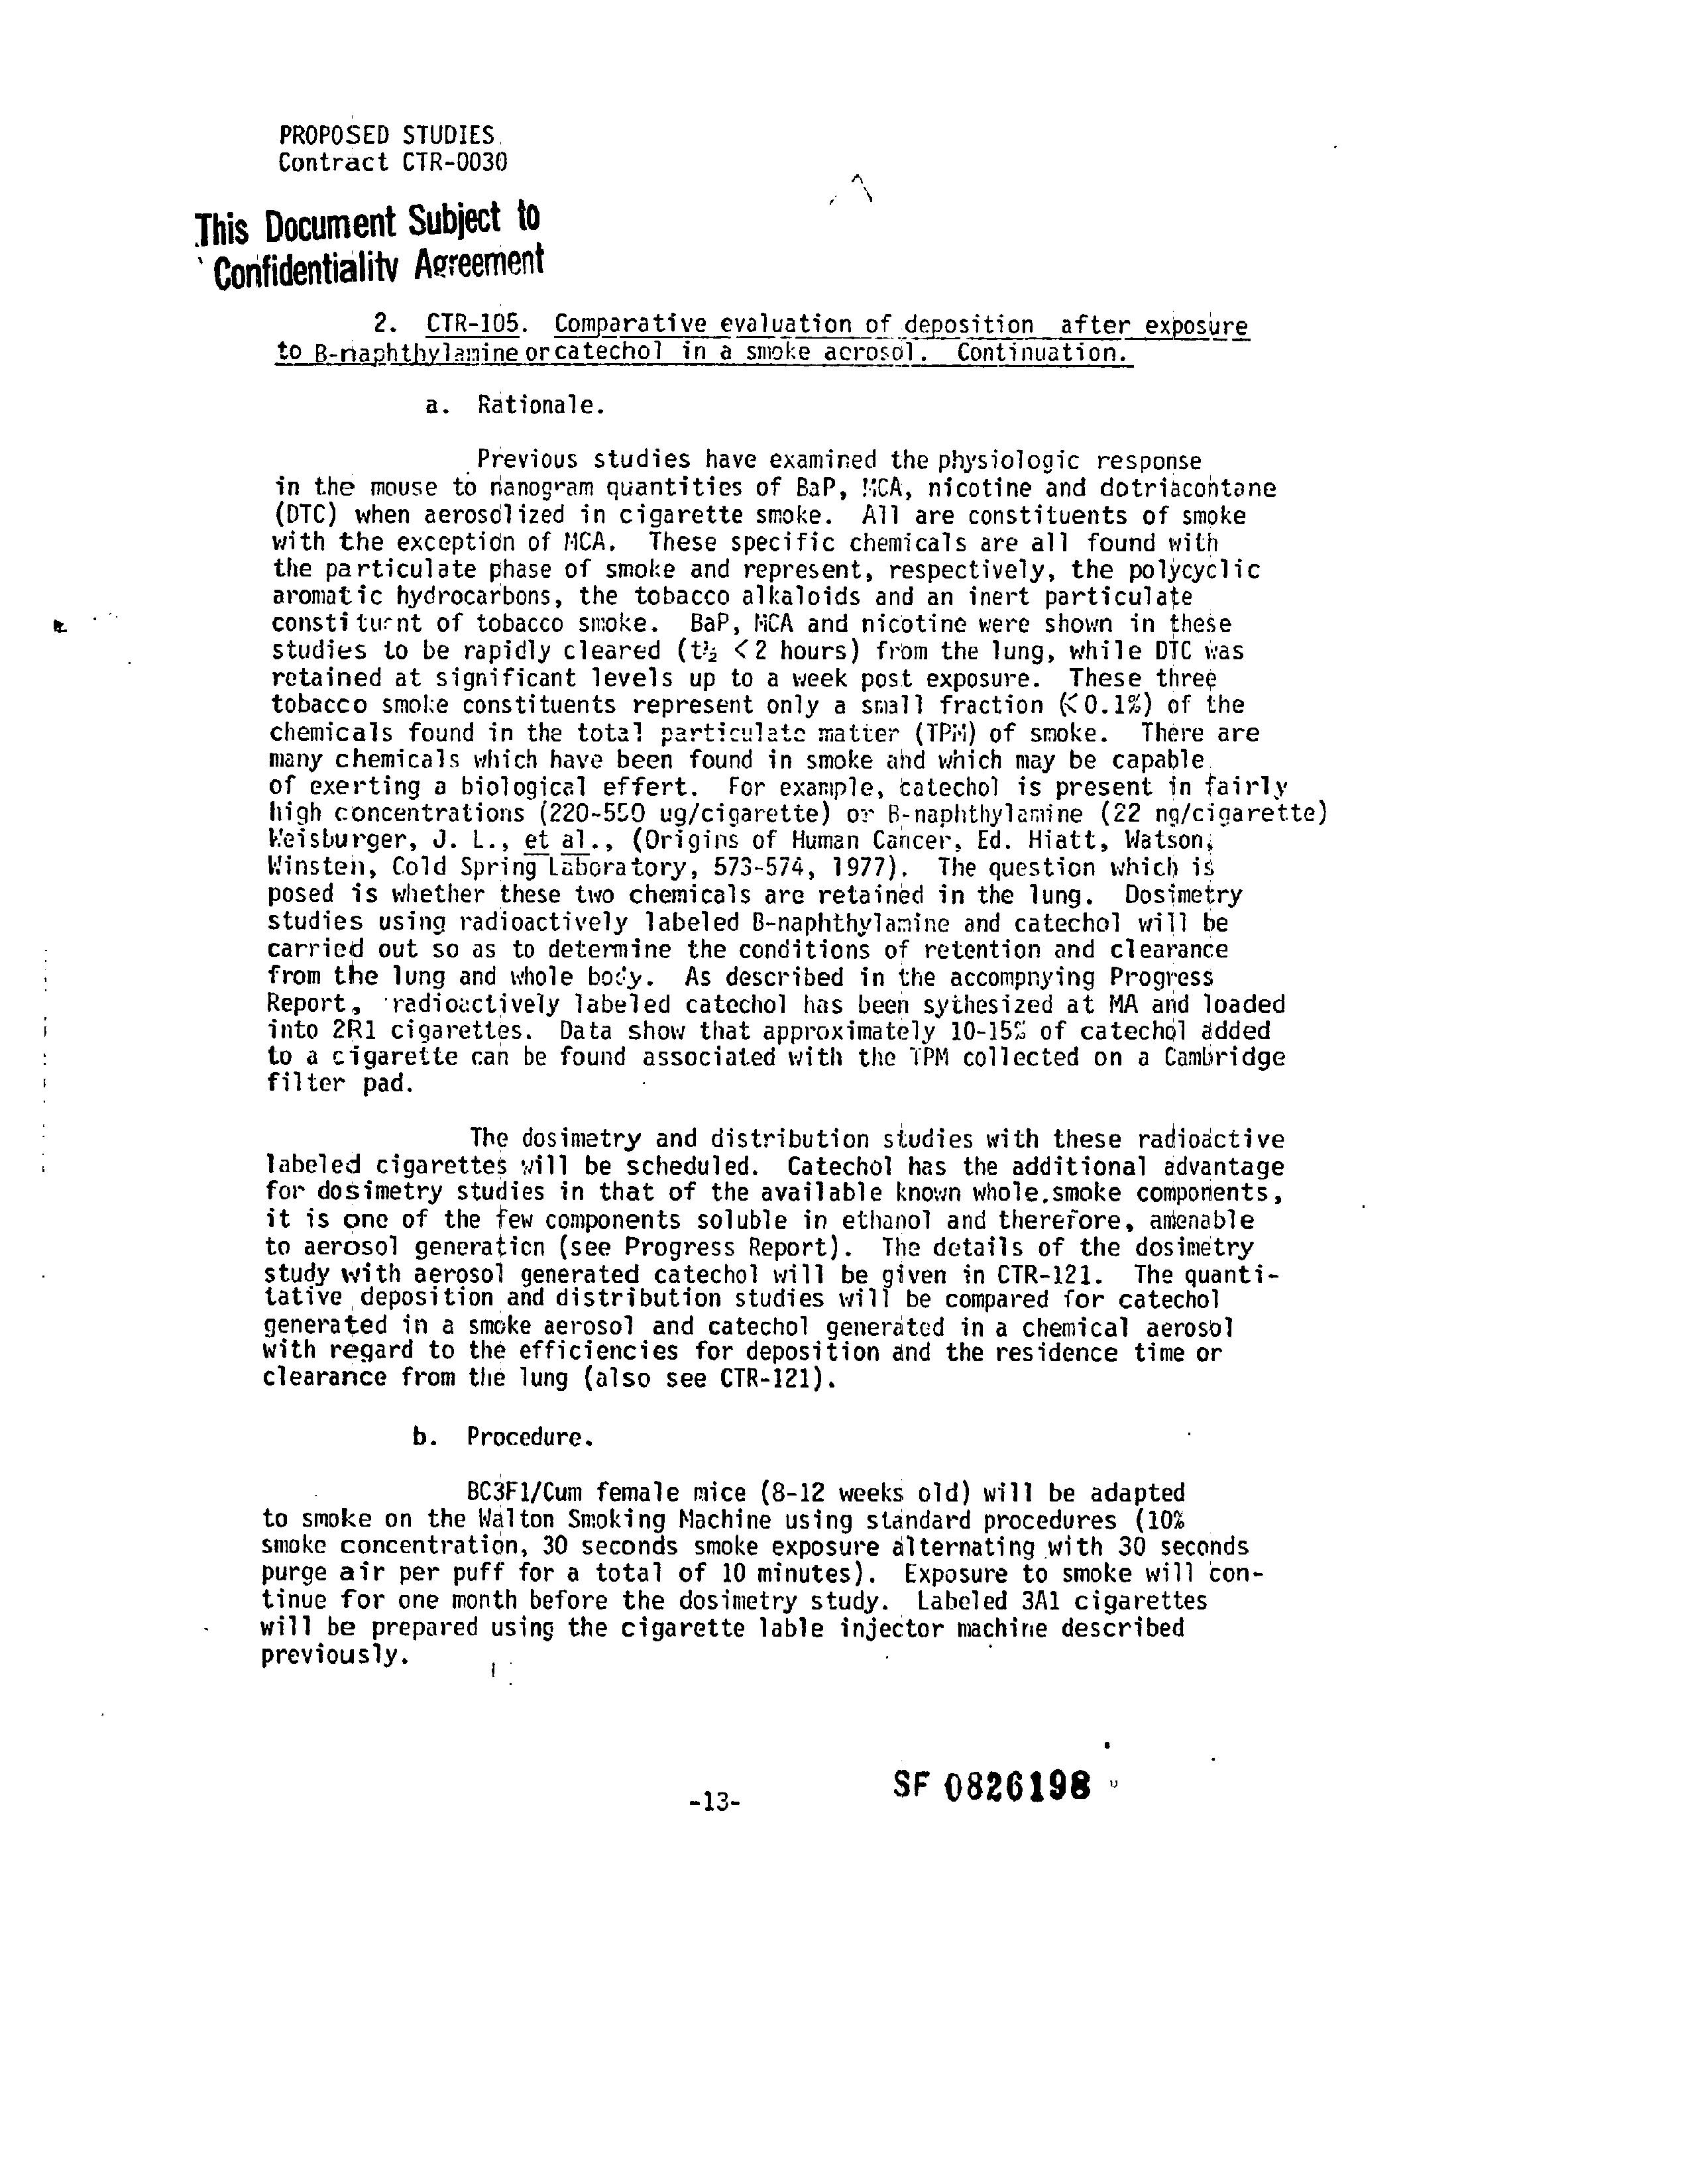 PROPOSED STUDIES
Contract CTR-0030
This Document Subject to
Confidentiality Agreement
2. CTR-105. Comparative evaluation of deposition after exposure
to B-naphthylamine or catechol in a smoke aerosol. Continuation.
a. Rationale.
Previous studies have examined the physiologic response
in the mouse to nanogram quantities of BaP, MCA, nicotine and dotriacontane
(DTC) when aerosolized in cigarette smoke. All are constituents of smoke
with the exception of MCA. These specific chemicals are all found with
the particulate phase of smoke and represent, respectively, the polycyclic
aromatic hydrocarbons, the tobacco alkaloids and an inert particulate
constituent of tobacco smoke. BaP, MCA and nicotine were shown in these
studies to be rapidly cleared (t½ < 2 hours) from the lung, while DTC was
retained at significant levels up to a week post exposure. These three
tobacco smoke constituents represent only a small fraction (<0.1%) of the
chemicals found in the total particulate matter (TPM) of smoke. There are
many chemicals which have been found in smoke and which may be capable
of exerting a biological effert. For example, catechol is present in fairly
high concentrations (220-550 ug/cigarette) or B-naphthylamine (22 ng/cigarette)
Weisburger, J. L., et al., (Origins of Human Cancer, Ed. Hiatt, Watson,
Winsten, Cold Spring Laboratory, 573-574, 1977). The question which is
posed is whether these two chemicals are retained in the lung. Dosimetry
studies using radioactively labeled B-naphthylamine and catechol will be
carried out so as to determine the conditions of retention and clearance
from the lung and whole body. As described in the accompnying Progress
Report, radioactively labeled catechol has been sythesized at MA and loaded
into 2R1 cigarettes. Data show that approximately 10-15% of catechol added
to a cigarette can be found associated with the TPM collected on a Cambridge
filter pad.
The dosimetry and distribution studies with these radioactive
labeled cigarettes will be scheduled. Catechol has the additional advantage
for dosimetry studies in that of the available known whole smoke components,
it is one of the few components soluble in ethanol and therefore, amenable
to aerosol generation (see Progress Report). The details of the dosimetry
study with aerosol generated catechol will be given in CTR-121. The quanti-
tative deposition and distribution studies will be compared for catechol
generated in a smoke aerosol and catechol generated in a chemical aerosol
with regard to the efficiencies for deposition and the residence time or
clearance from the lung (also see CTR-121).
b. Procedure.
BC3F1/Cum female mice (8-12 weeks old) will be adapted
to smoke on the Walton Smoking Machine using standard procedures (10%
smoke concentration, 30 seconds smoke exposure alternating with 30 seconds
purge air per puff for a total of 10 minutes). Exposure to smoke will con-
tinue for one month before the dosimetry study. Labeled 3A1 cigarettes
will be prepared using the cigarette lable injector machine described
previously.
SF 0826198
-13-